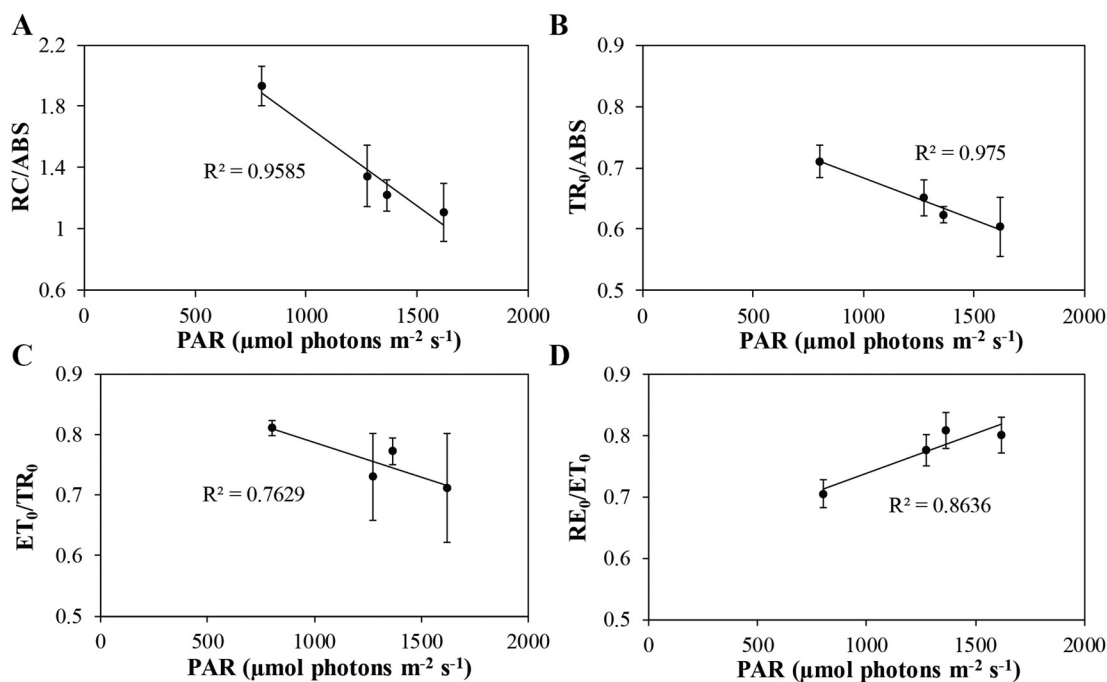 A
2.2
1.8
1.4
1
0.6
RC/ABS
R² = 0.9585
0 500 1000 1500 2000
PAR (µmol photons m⁻² s⁻¹)
B
0.9
0.8
0.7
0.6
0.5
TR₀/ABS
R² = 0.975
0 500 1000 1500 2000
PAR (µmol photons m⁻² s⁻¹)
C
0.9
0.8
0.7
0.6
0.5
ET₀/TR₀
R² = 0.7629
0 500 1000 1500 2000
PAR (µmol photons m⁻² s⁻¹)
D
0.9
0.8
0.7
0.6
0.5
RE₀/ET₀
R² = 0.8636
0 500 1000 1500 2000
PAR (µmol photons m⁻² s⁻¹)